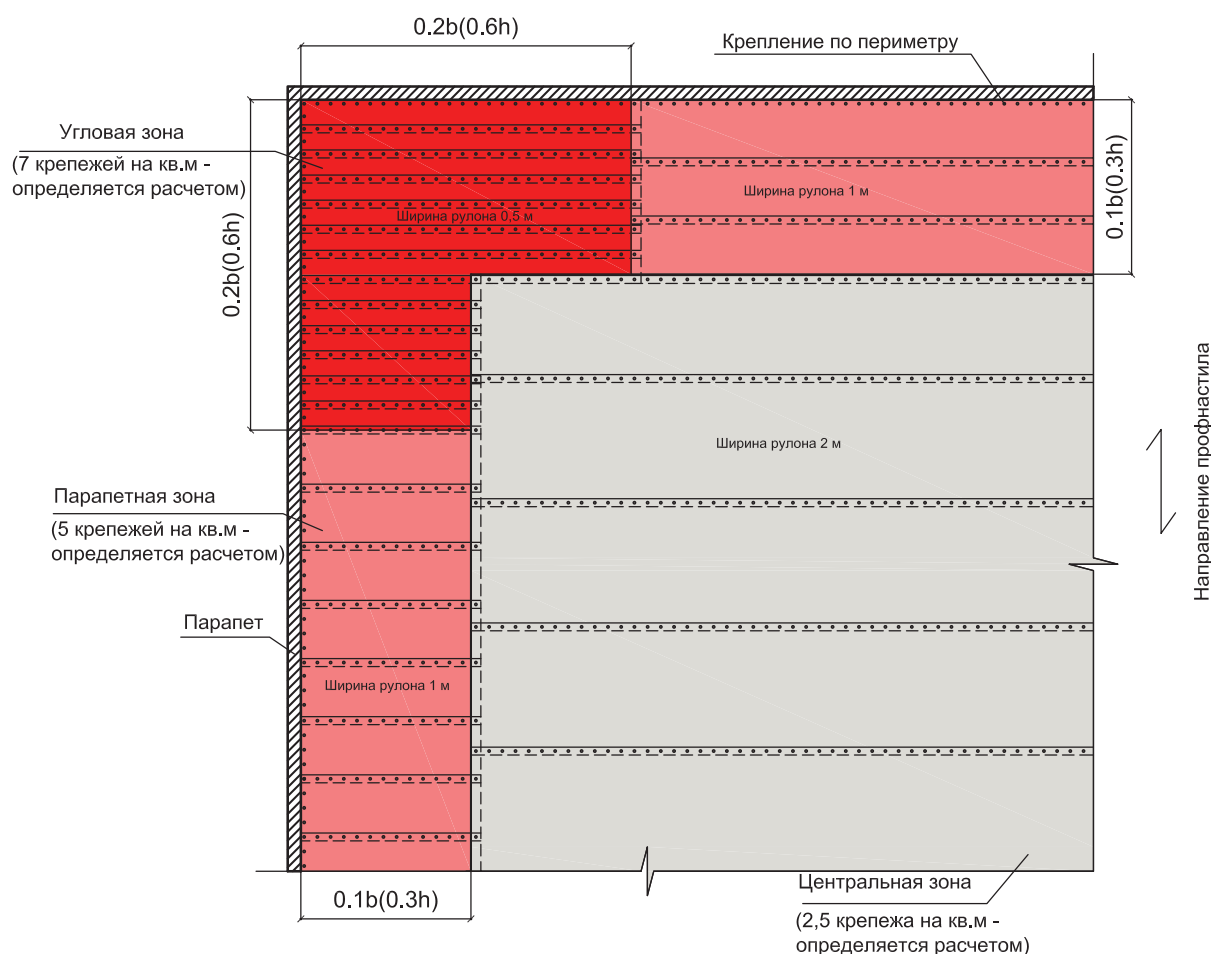 0.2b(0.6h)
Крепление по периметру
Угловая зона
(7 крепежей на кв.м -
определяется расчетом)
0.2b(0.6h)
Ширина рулона 0,5 м
Ширина рулона 1 м
0.1b(0.3h)
Ширина рулона 2 м
Направление профнастила
Парапетная зона
(5 крепежей на кв.м -
определяется расчетом)
Парапет
Ширина рулона 1 м
0.1b(0.3h)
Центральная зона
(2,5 крепежа на кв.м -
определяется расчетом)